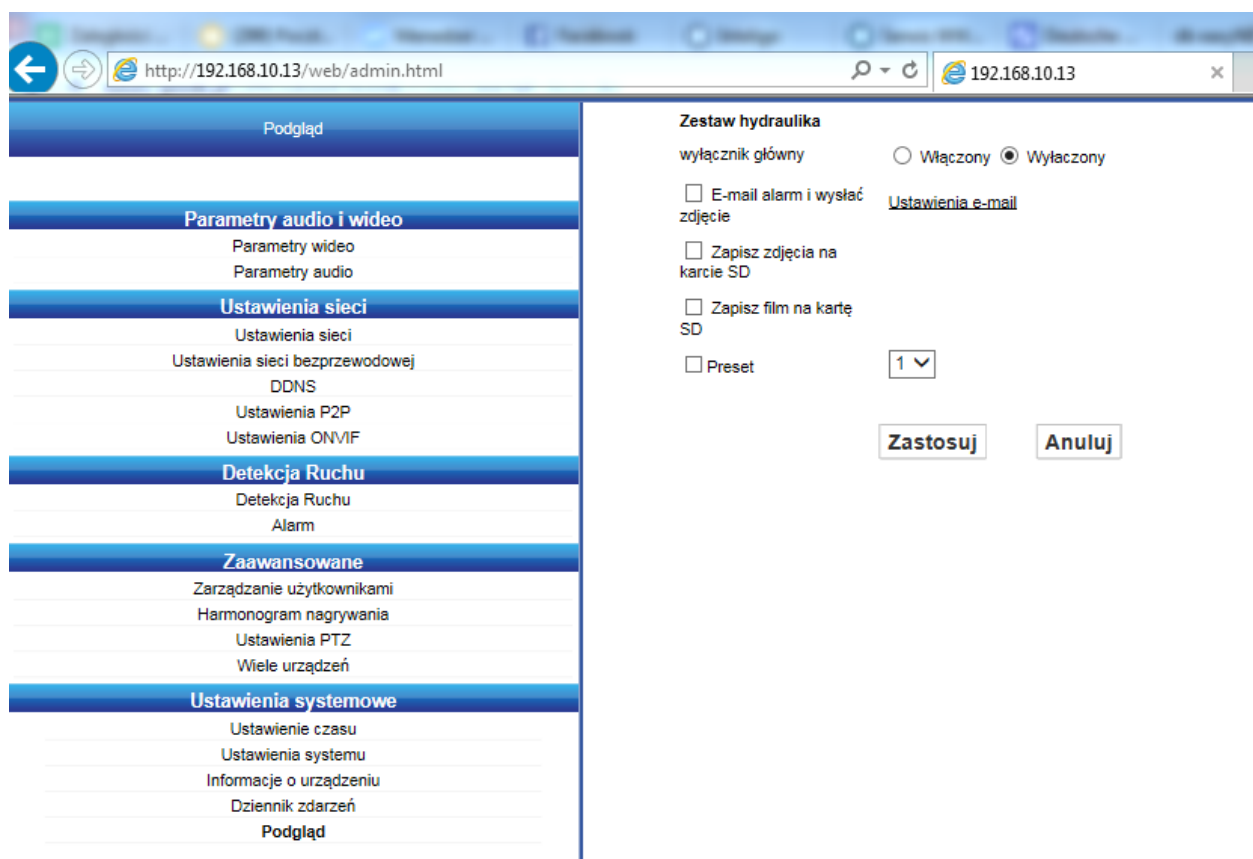 http://192.168.10.13/web/admin.html
192.168.10.13
Podgląd
Parametry audio i wideo
Parametry wideo
Parametry audio
Ustawienia sieci
Ustawienia sieci
Ustawienia sieci bezprzewodowej
DDNS
Ustawienia P2P
Ustawienia ONVIF
Detekcja Ruchu
Detekcja Ruchu
Alarm
Zaawansowane
Zarządzanie użytkownikami
Harmonogram nagrywania
Ustawienia PTZ
Wiele urządzeń
Ustawienia systemowe
Ustawienie czasu
Ustawienia systemu
Informacje o urządzeniu
Dziennik zdarzeń
Podgląd
Zestaw hydraulika
wyłącznik główny Włączony Wyłaczony
E-mail alarm i wysłać
zdjęcie
Ustawienia e-mail
Zapisz zdjęcia na
karcie SD
Zapisz film na kartę
SD
Preset 1
Zastosuj Anuluj